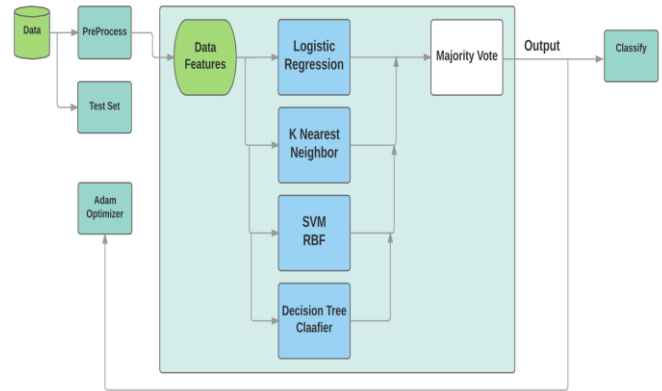 Data
PreProcess
Test Set
Adam
Optimizer
Data
Features
Logistic
Regression
K Nearest
Neighbor
SVM
RBF
Decision Tree
Claafier
Majority Vote
Output
Classify